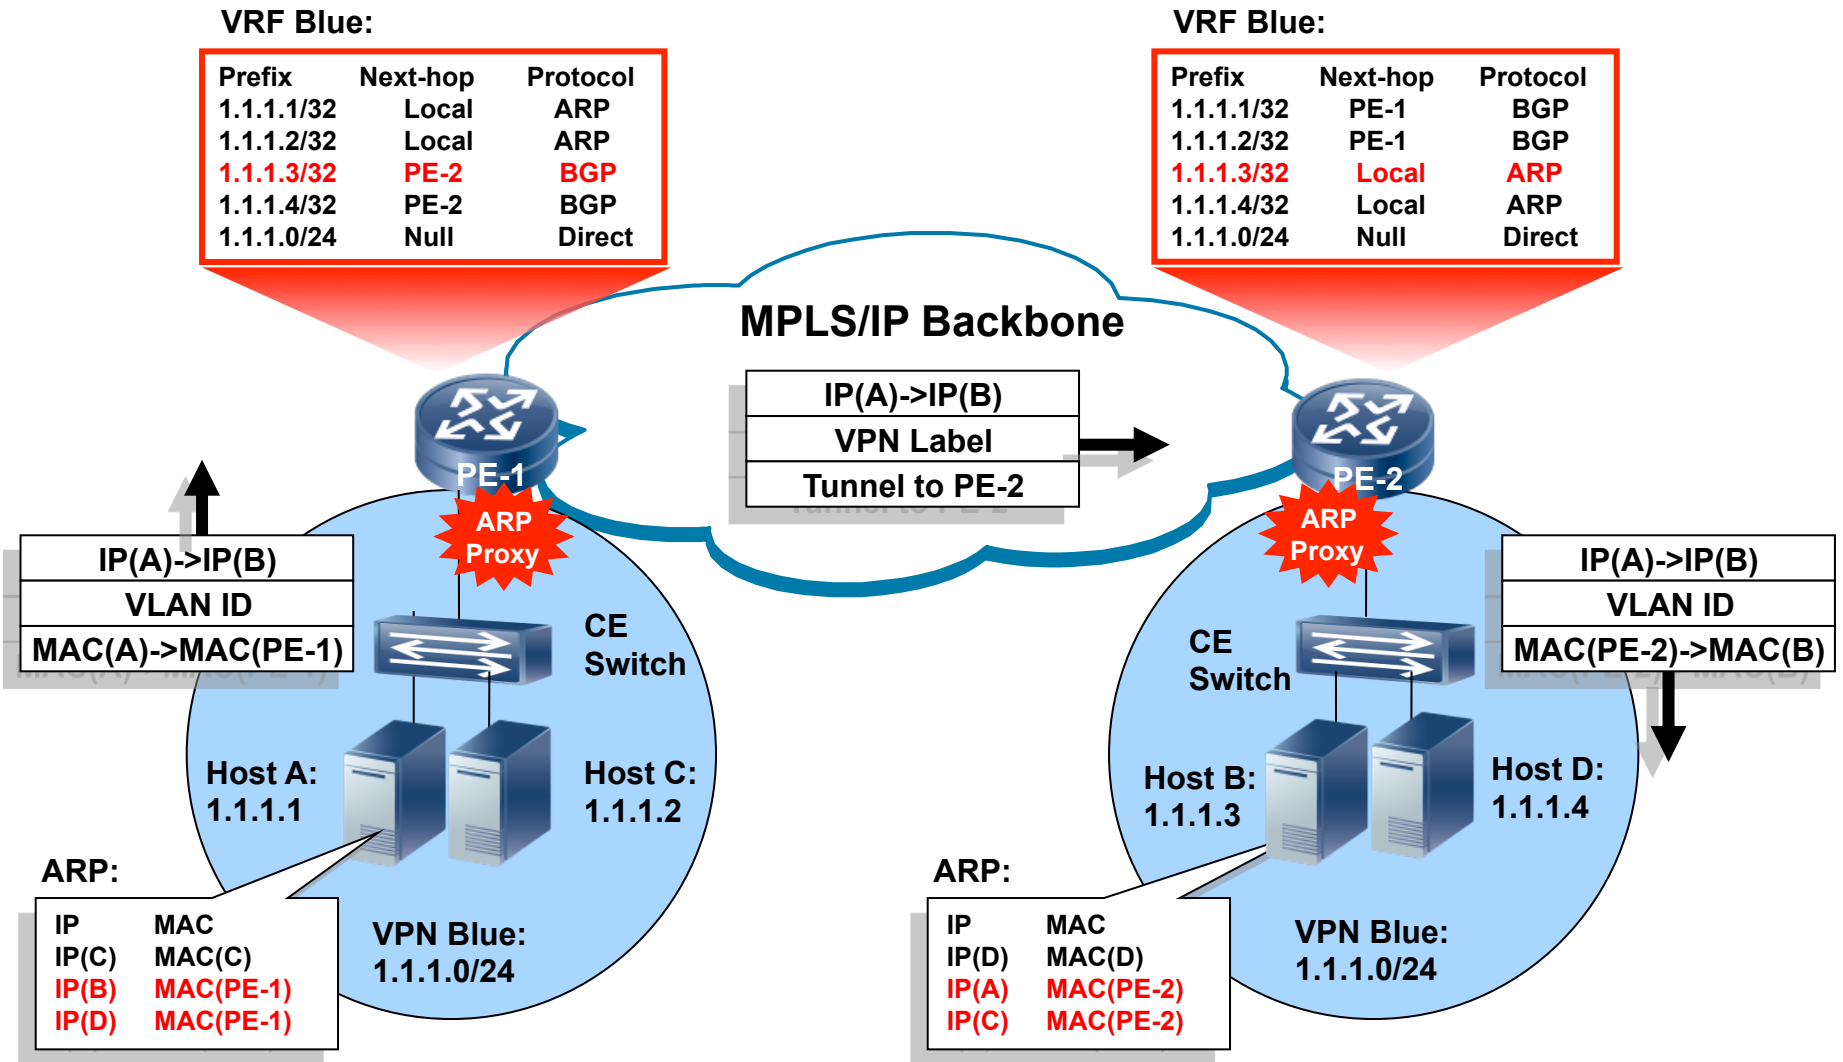 VRF Blue:
Prefix Next-hop Protocol
1.1.1.1/32 Local ARP
1.1.1.2/32 Local ARP
1.1.1.3/32 PE-2 BGP
1.1.1.4/32 PE-2 BGP
1.1.1.0/24 Null Direct
VRF Blue:
Prefix Next-hop Protocol
1.1.1.1/32 PE-1 BGP
1.1.1.2/32 PE-1 BGP
1.1.1.3/32 Local ARP
1.1.1.4/32 Local ARP
1.1.1.0/24 Null Direct
MPLS/IP Backbone
IP(A)->IP(B)
VPN Label
Tunnel to PE-2
PE-1
ARP
Proxy
PE-2
ARP
Proxy
IP(A)->IP(B)
VLAN ID
MAC(A)->MAC(PE-1)
CE
Switch
Host A:
1.1.1.1
Host C:
1.1.1.2
ARP:
IP MAC
IP(C) MAC(C)
IP(B) MAC(PE-1)
IP(D) MAC(PE-1)
VPN Blue:
1.1.1.0/24
IP(A)->IP(B)
VLAN ID
MAC(PE-2)->MAC(B)
CE
Switch
Host B:
1.1.1.3
Host D:
1.1.1.4
ARP:
IP MAC
IP(D) MAC(D)
IP(A) MAC(PE-2)
IP(C) MAC(PE-2)
VPN Blue:
1.1.1.0/24